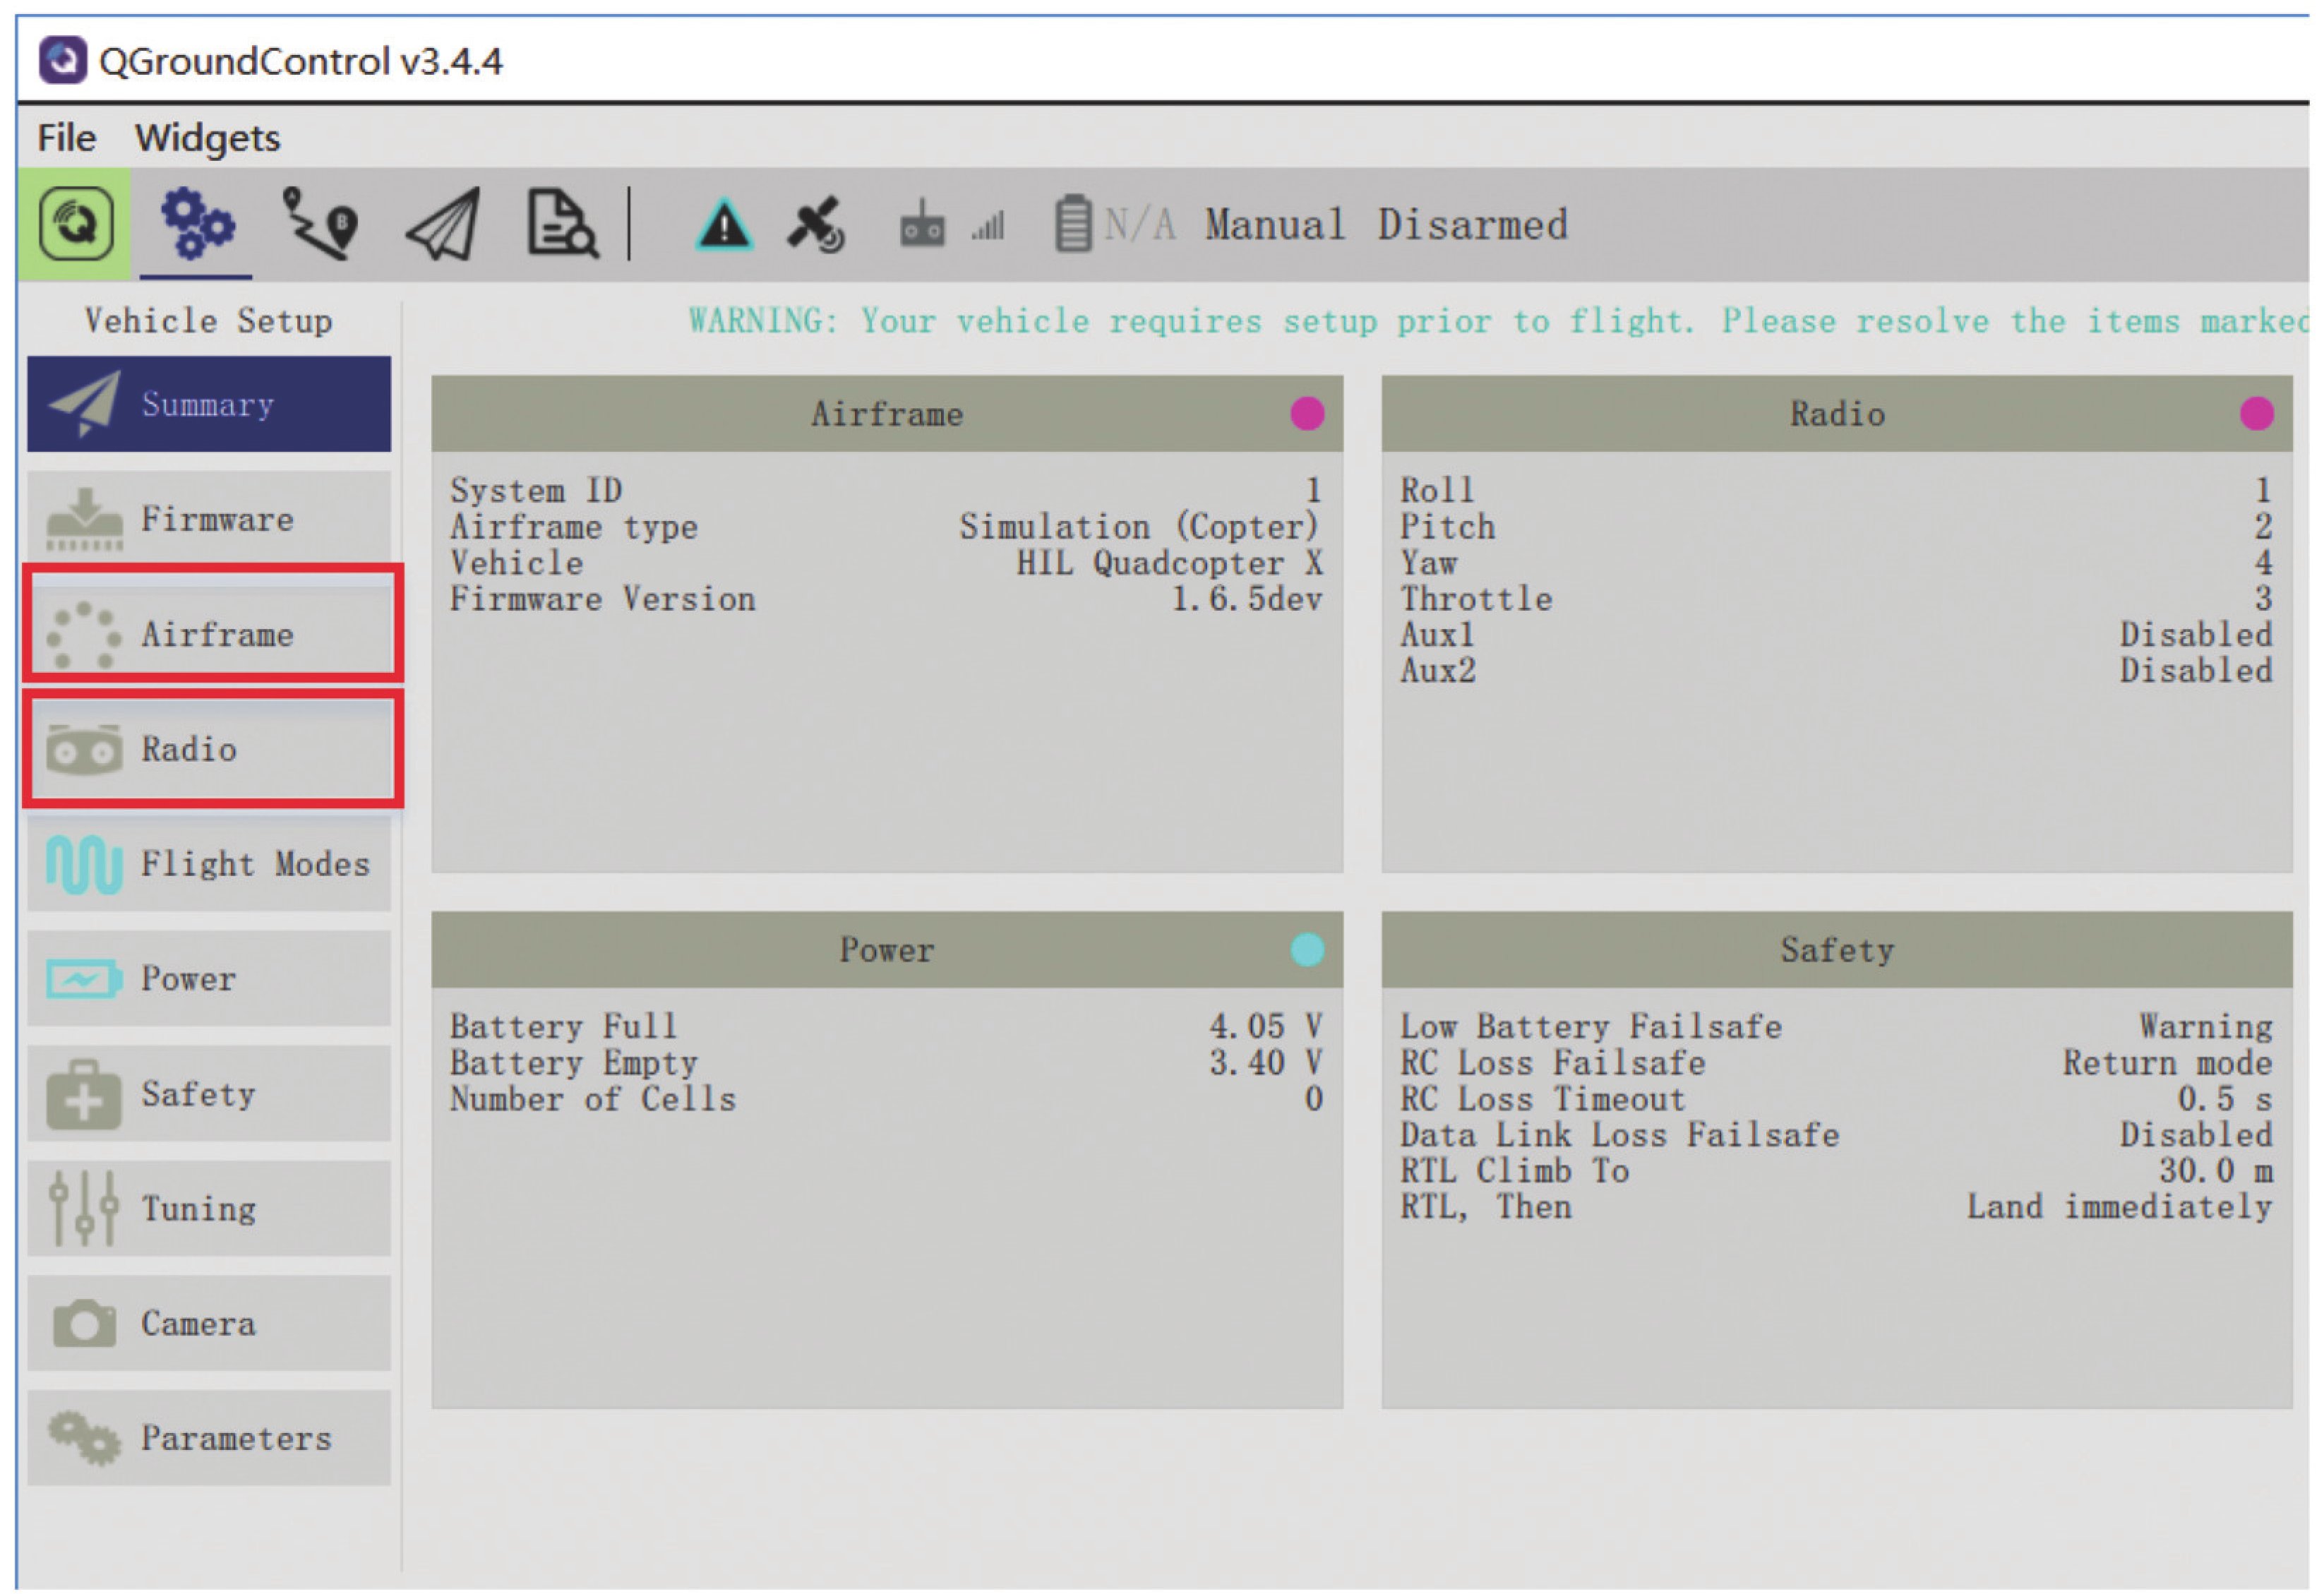 QGroundControl v3.4.4
File Widgets
N/A Manual Disarmed
Vehicle Setup
WARNING: Your vehicle requires setup prior to flight. Please resolve the items marked
Summary
Firmware
Airframe
Radio
Flight Modes
Power
Safety
Tuning
Camera
Parameters
Airframe
System ID 1
Airframe type Simulation (Copter)
Vehicle HIL Quadcopter X
Firmware Version 1.6.5dev
Radio
Roll 1
Pitch 2
Yaw 4
Throttle 3
Aux1 Disabled
Aux2 Disabled
Power
Battery Full 4.05 V
Battery Empty 3.40 V
Number of Cells 0
Safety
Low Battery Failsafe Warning
RC Loss Failsafe Return mode
RC Loss Timeout 0.5 s
Data Link Loss Failsafe Disabled
RTL Climb To 30.0 m
RTL, Then Land immediately